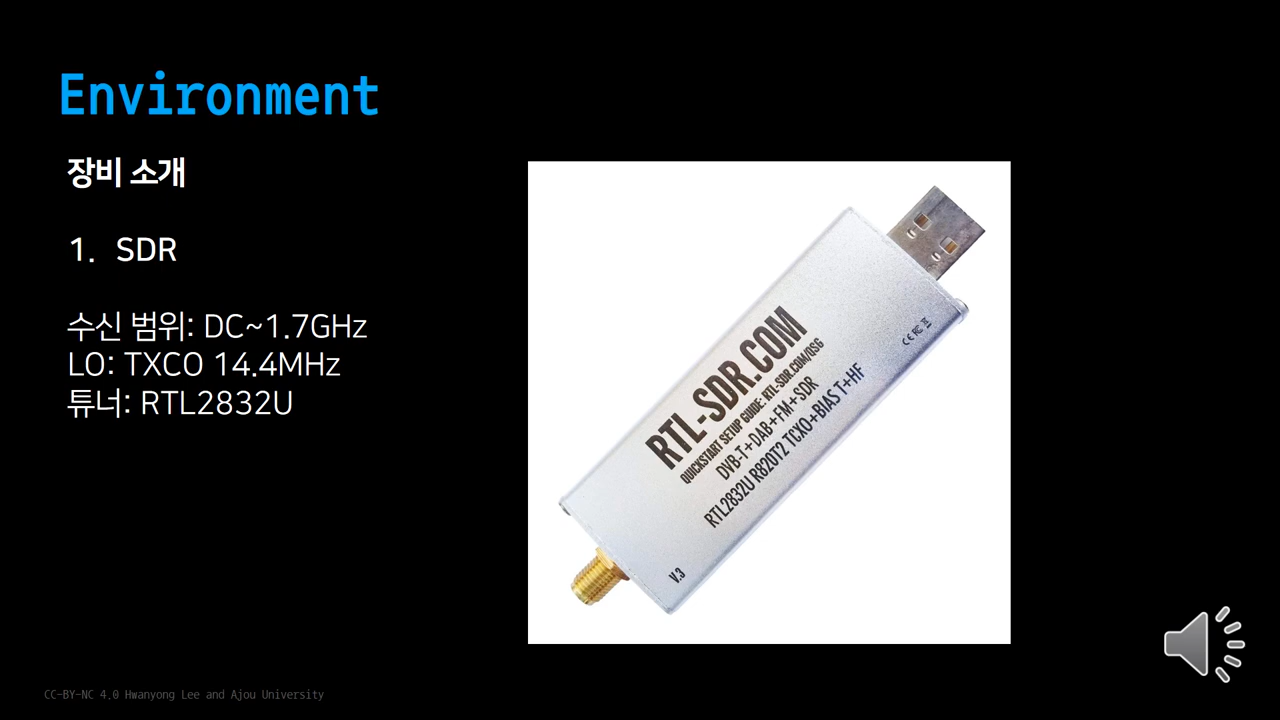 Environment
장비 소개
1. SDR
수신 범위: DC~1.7GHz
LO: TXCO 14.4MHz
튜너: RTL2832U
RTL-SDR.COM
QUICKSTART SETUP GUIDE: RTL-SDR.COM/QSG
DVB-T+DAB+FM+SDR
RTL2832U R820T2 TCXO+BIAS T+HF
V.3
CC-BY-NC 4.0 Hwanyong Lee and Ajou University